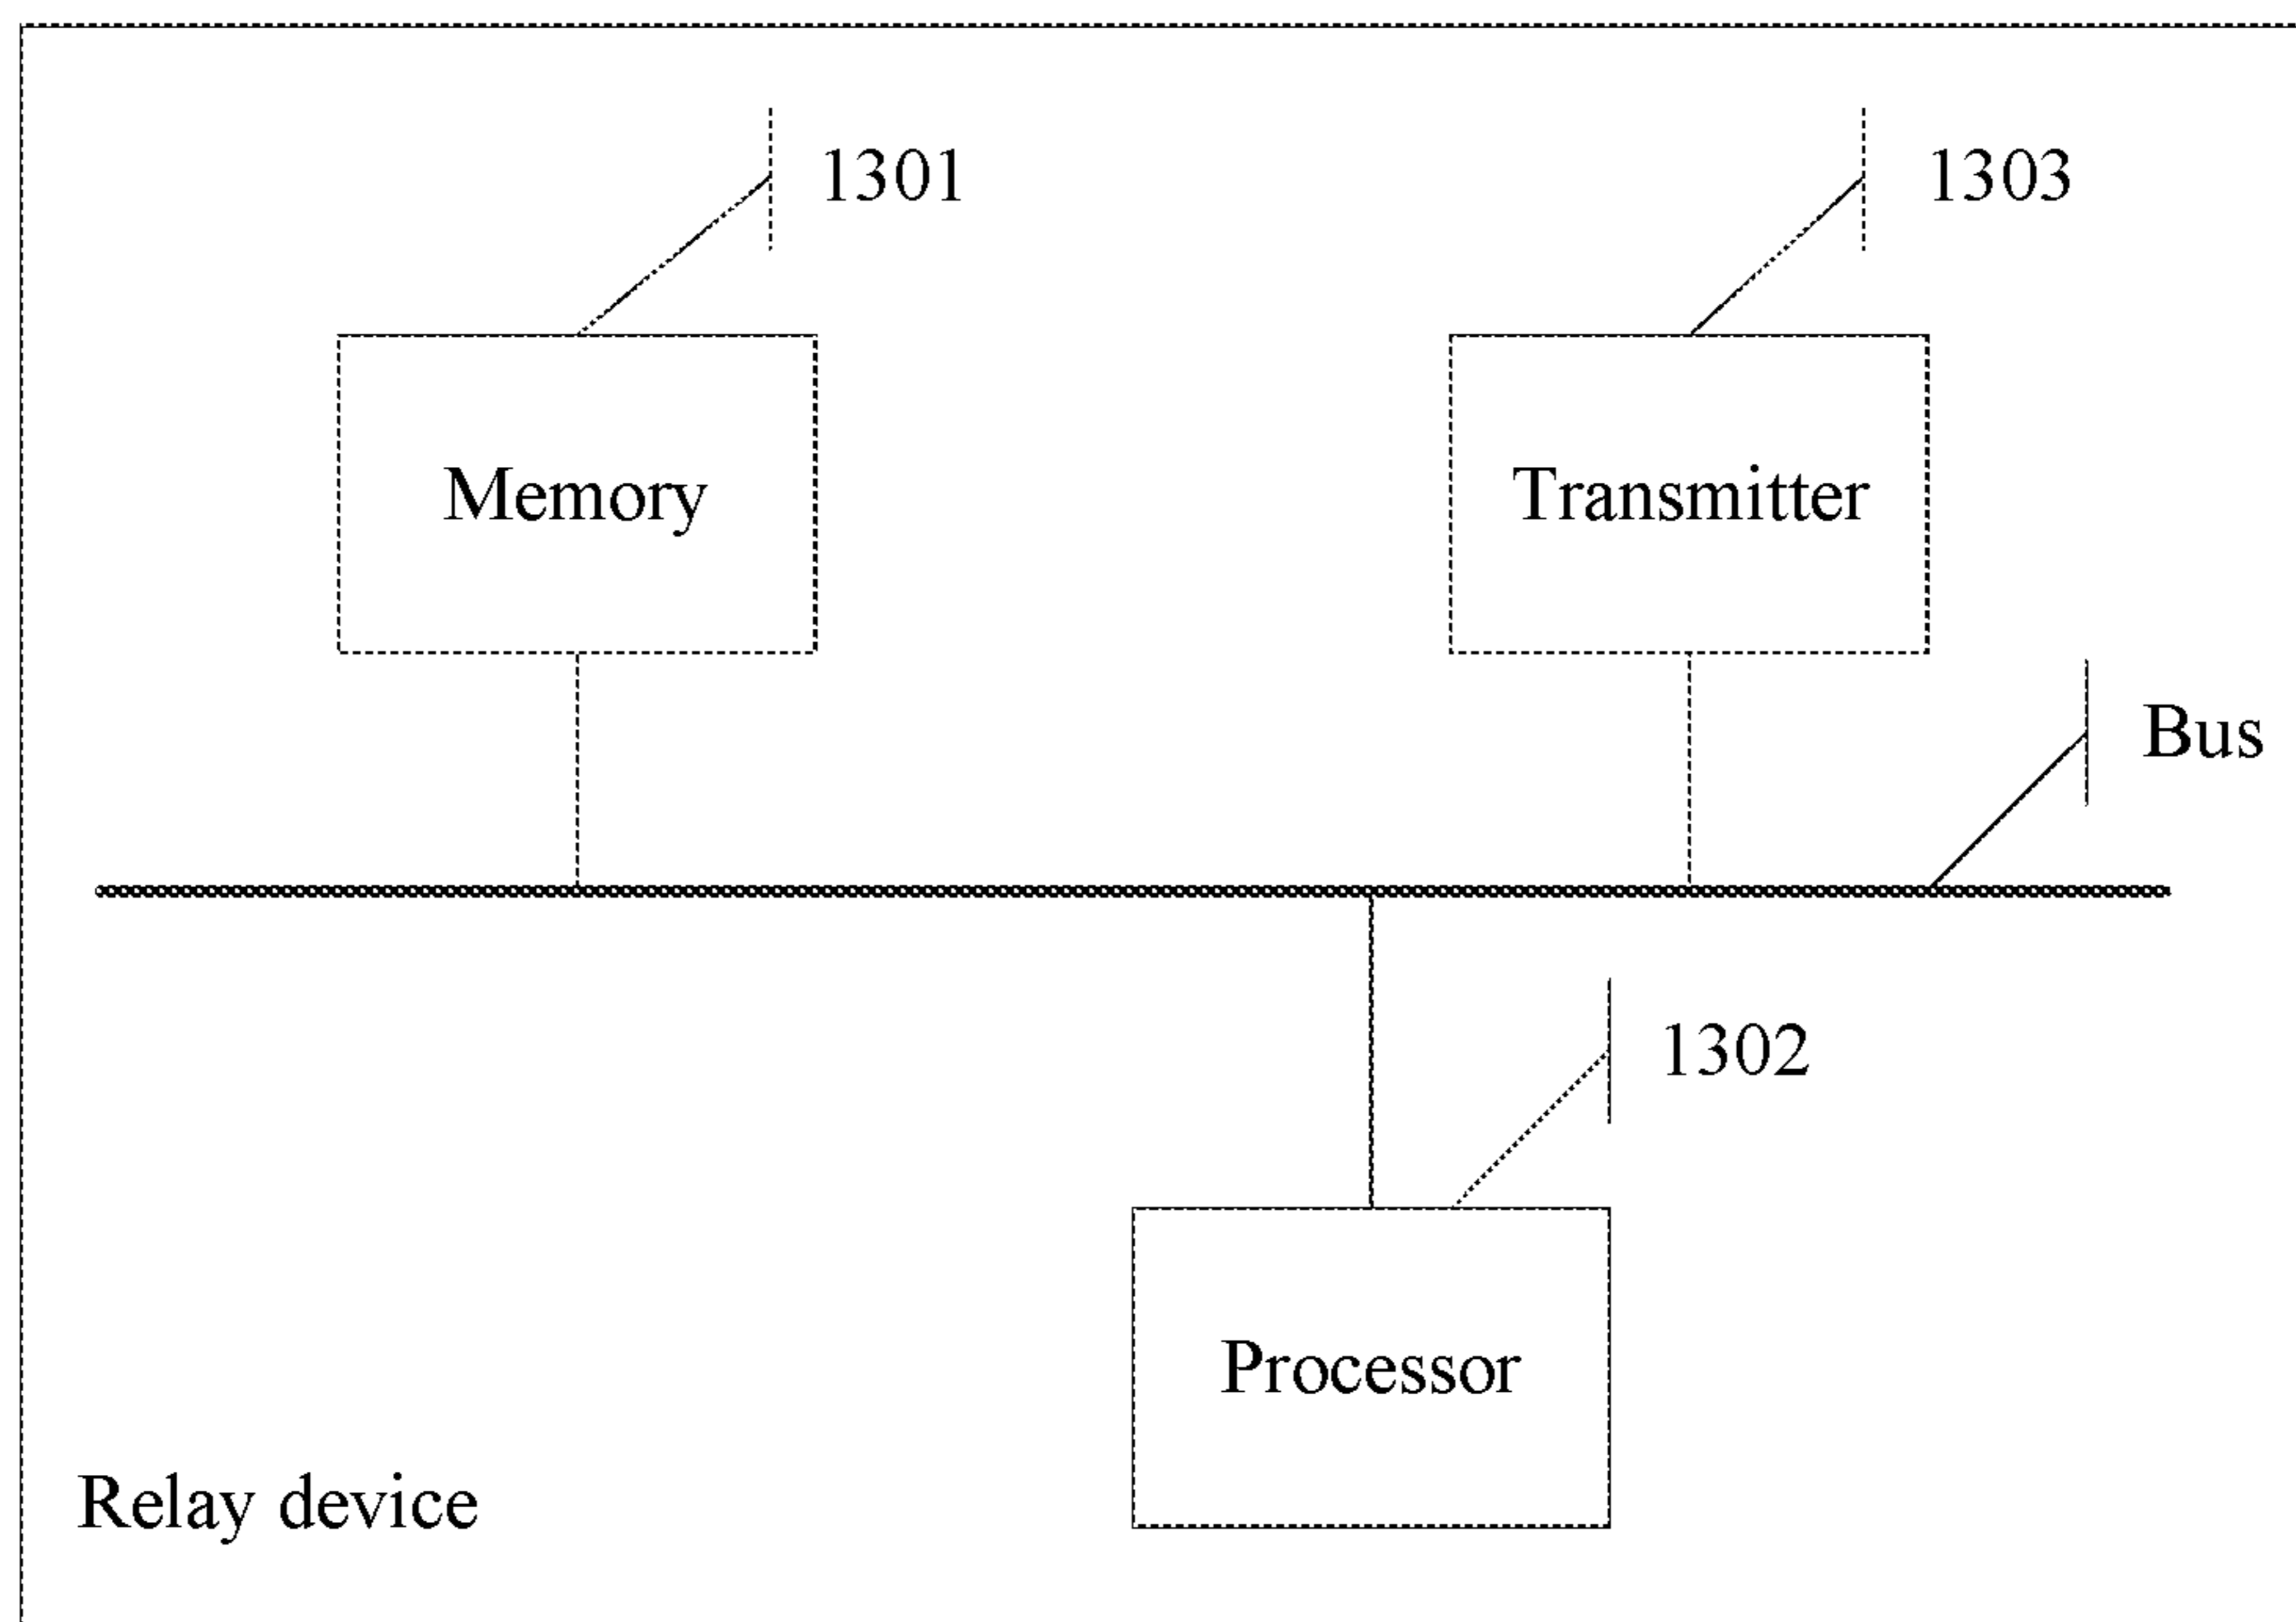 1301
1303
Memory
Transmitter
Bus
1302
Processor
Relay device